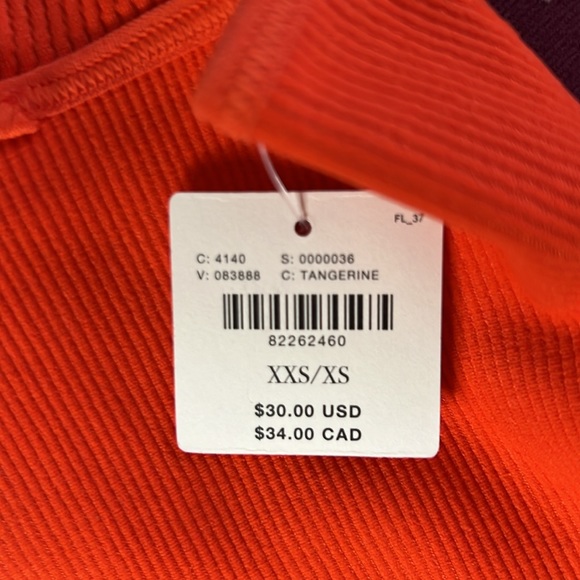 FL_37
C: 4140 S: 0000036
V: 083888 C: TANGERINE
82262460
XXS/XS
$30.00 USD
$34.00 CAD